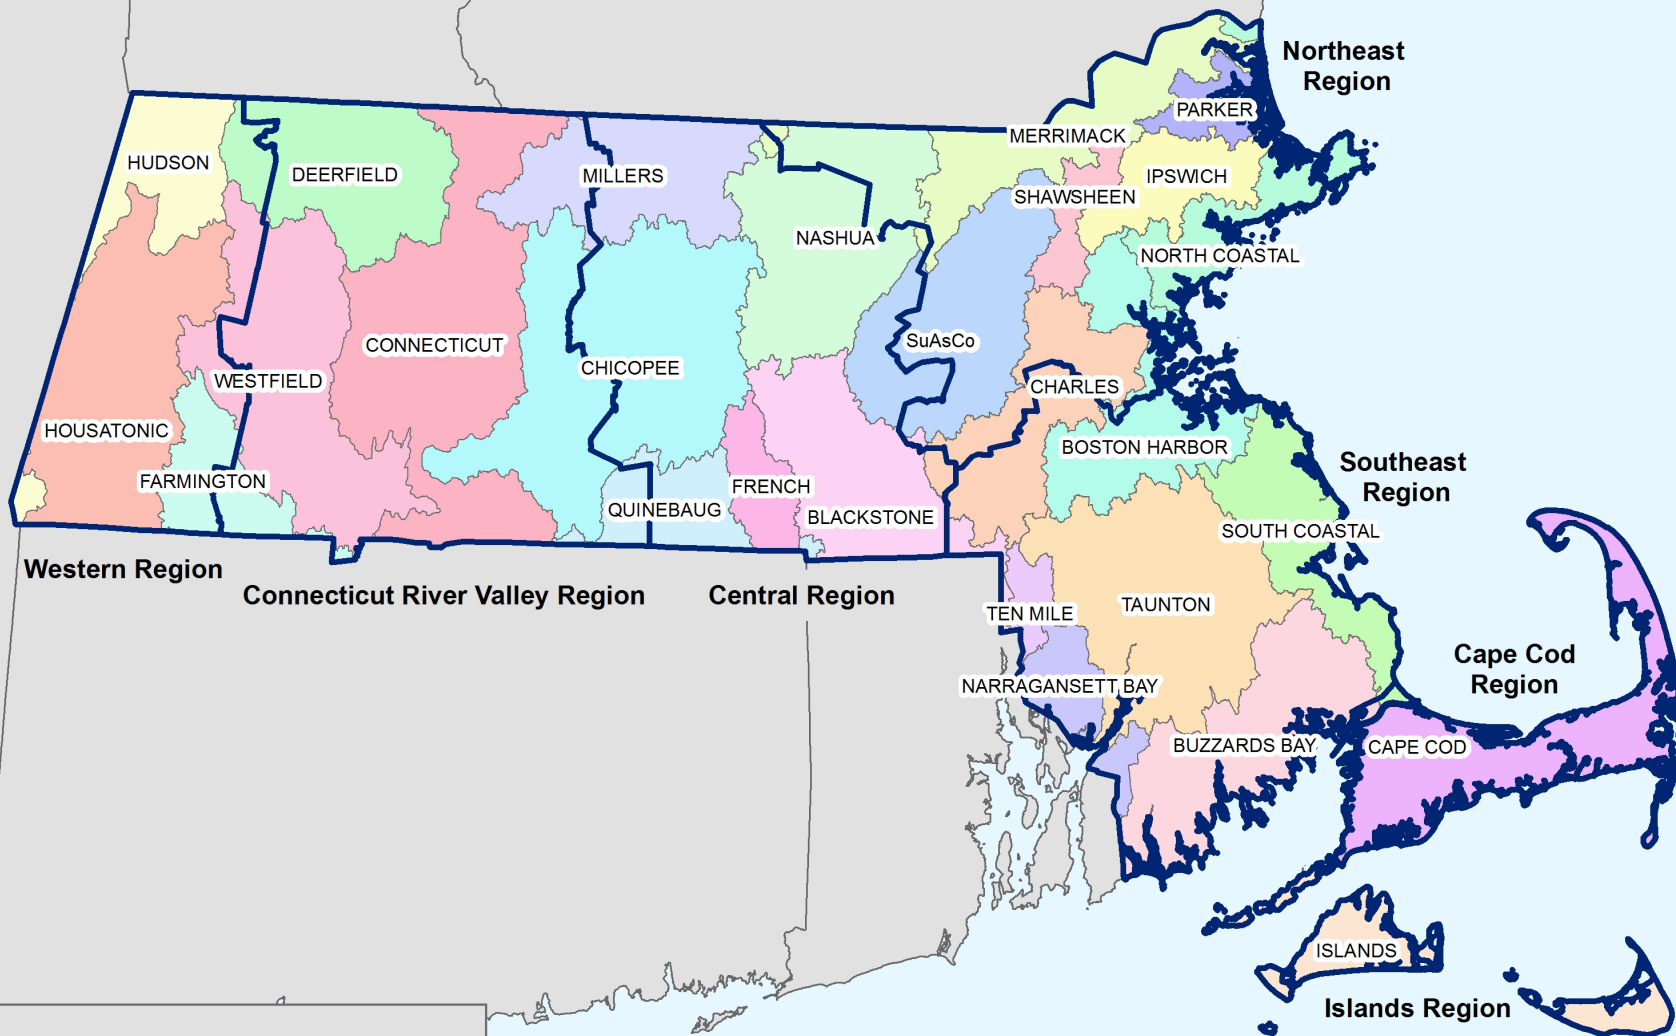 Northeast
Region
PARKER
MERRIMACK
HUDSON
DEERFIELD
MILLERS
IPSWICH
SHAWSHEEN
NASHUA
NORTH COASTAL
SuAsCo
CONNECTICUT
CHICOPEE
WESTFIELD
CHARLES
HOUSATONIC
BOSTON HARBOR
Southeast
Region
FARMINGTON
FRENCH
QUINEBAUG
BLACKSTONE
SOUTH COASTAL
Western Region
Connecticut River Valley Region
Central Region
TEN MILE
TAUNTON
Cape Cod
Region
NARRAGANSETT BAY
BUZZARDS BAY
CAPE COD
ISLANDS
Islands Region